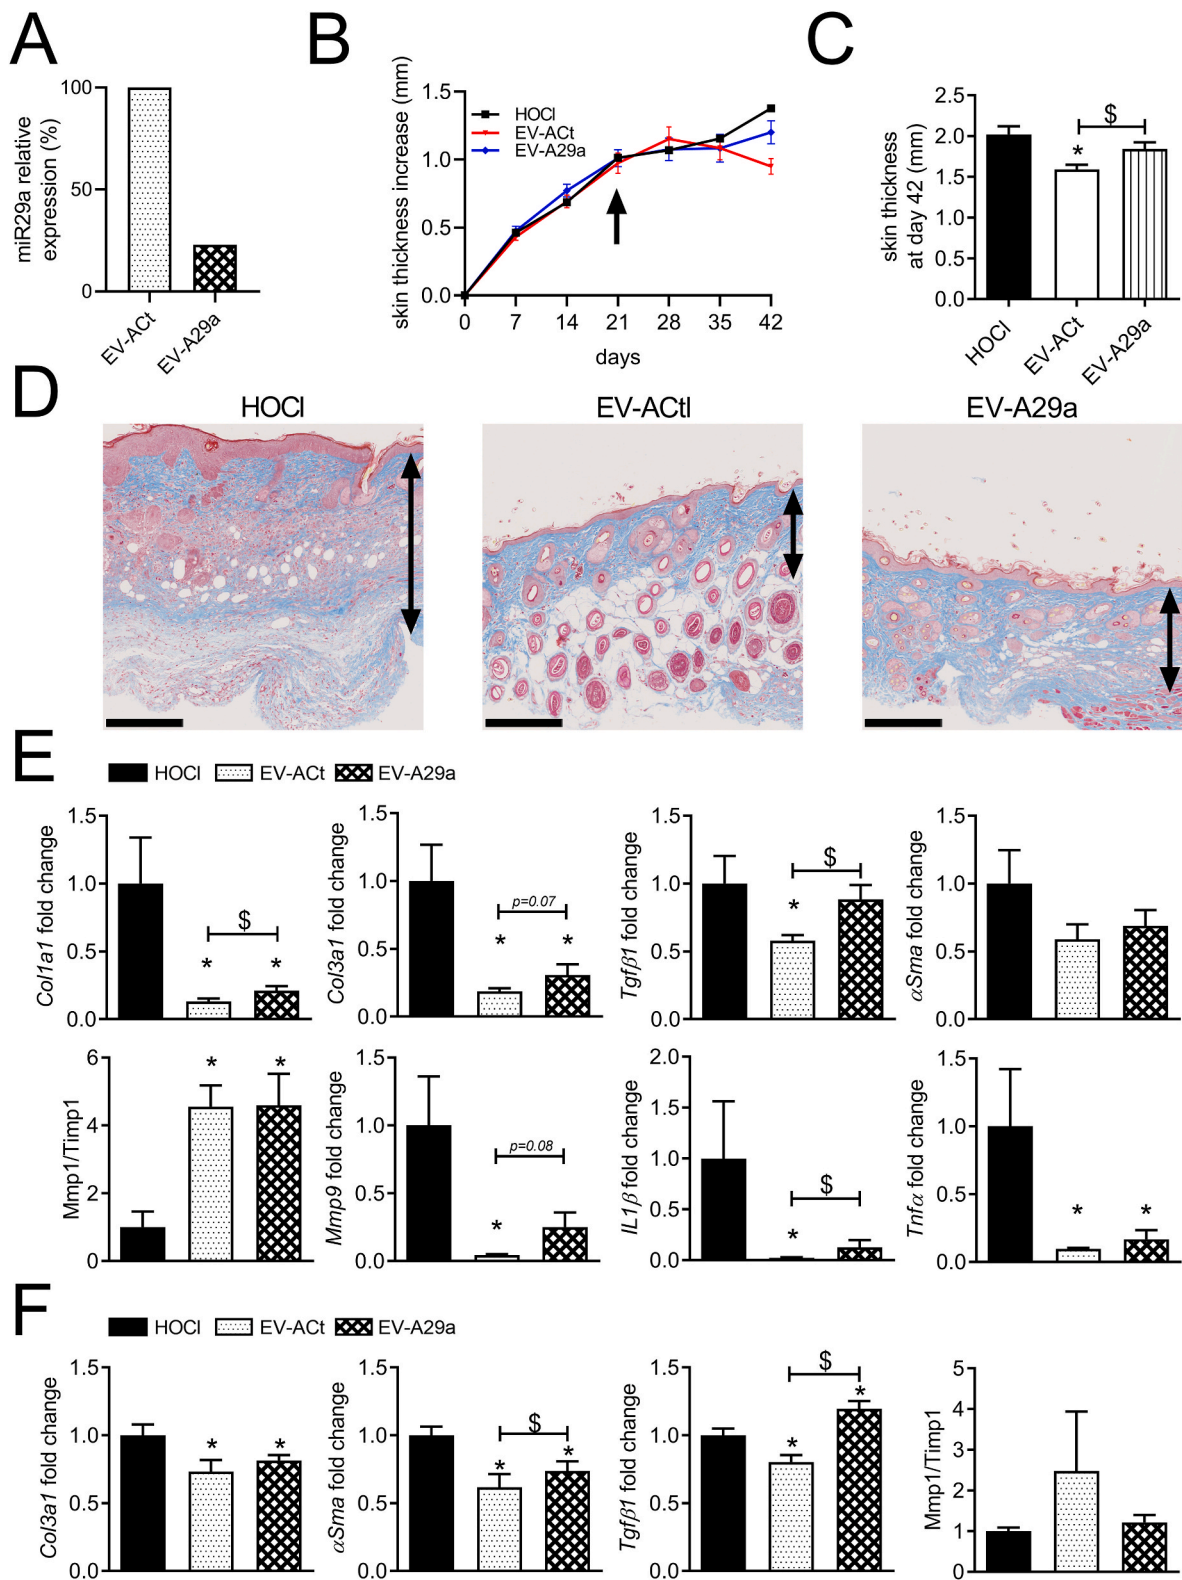 A
miR29a relative
expression (%)
100
50
0
EV-ACt
EV-A29a
B
skin thickness increase (mm)
1.5
1.0
0.5
0.0
HOCl
EV-ACt
EV-A29a
0 7 14 21 28 35 42
days
C
skin thickness
at day 42 (mm)
2.5
2.0
1.5
1.0
0.5
0.0
$
*
HOCl
EV-ACt
EV-A29a
D
HOCl
EV-ACtl
EV-A29a
E
HOCl EV-ACt EV-A29a
Col1a1 fold change
1.5
1.0
0.5
0.0
$
* *
Col3a1 fold change
1.5
1.0
0.5
0.0
p=0.07
* *
Tgfβ1 fold change
1.5
1.0
0.5
0.0
$
*
αSma fold change
1.5
1.0
0.5
0.0
Mmp1/Timp1
6
4
2
0
* *
Mmp9 fold change
1.5
1.0
0.5
0.0
p=0.08
*
IL1β fold change
2.0
1.5
1.0
0.5
0.0
$
*
Tnfα fold change
1.5
1.0
0.5
0.0
* *
F
HOCl EV-ACt EV-A29a
Col3a1 fold change
1.5
1.0
0.5
0.0
* *
αSma fold change
1.5
1.0
0.5
0.0
$
* *
Tgfβ1 fold change
1.5
1.0
0.5
0.0
$
* *
Mmp1/Timp1
5
4
3
2
1
0